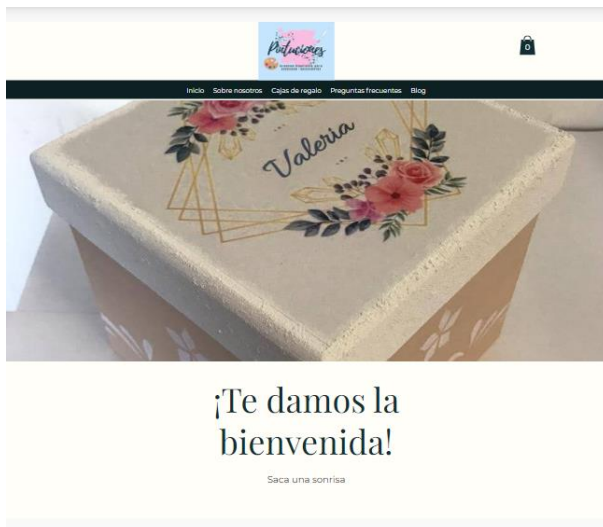 0
Inicio Sobre nosotros Cajas de regalo Preguntas frecuentes Blog
Valeria
¡Te damos la
bienvenida!
Saca una sonrisa